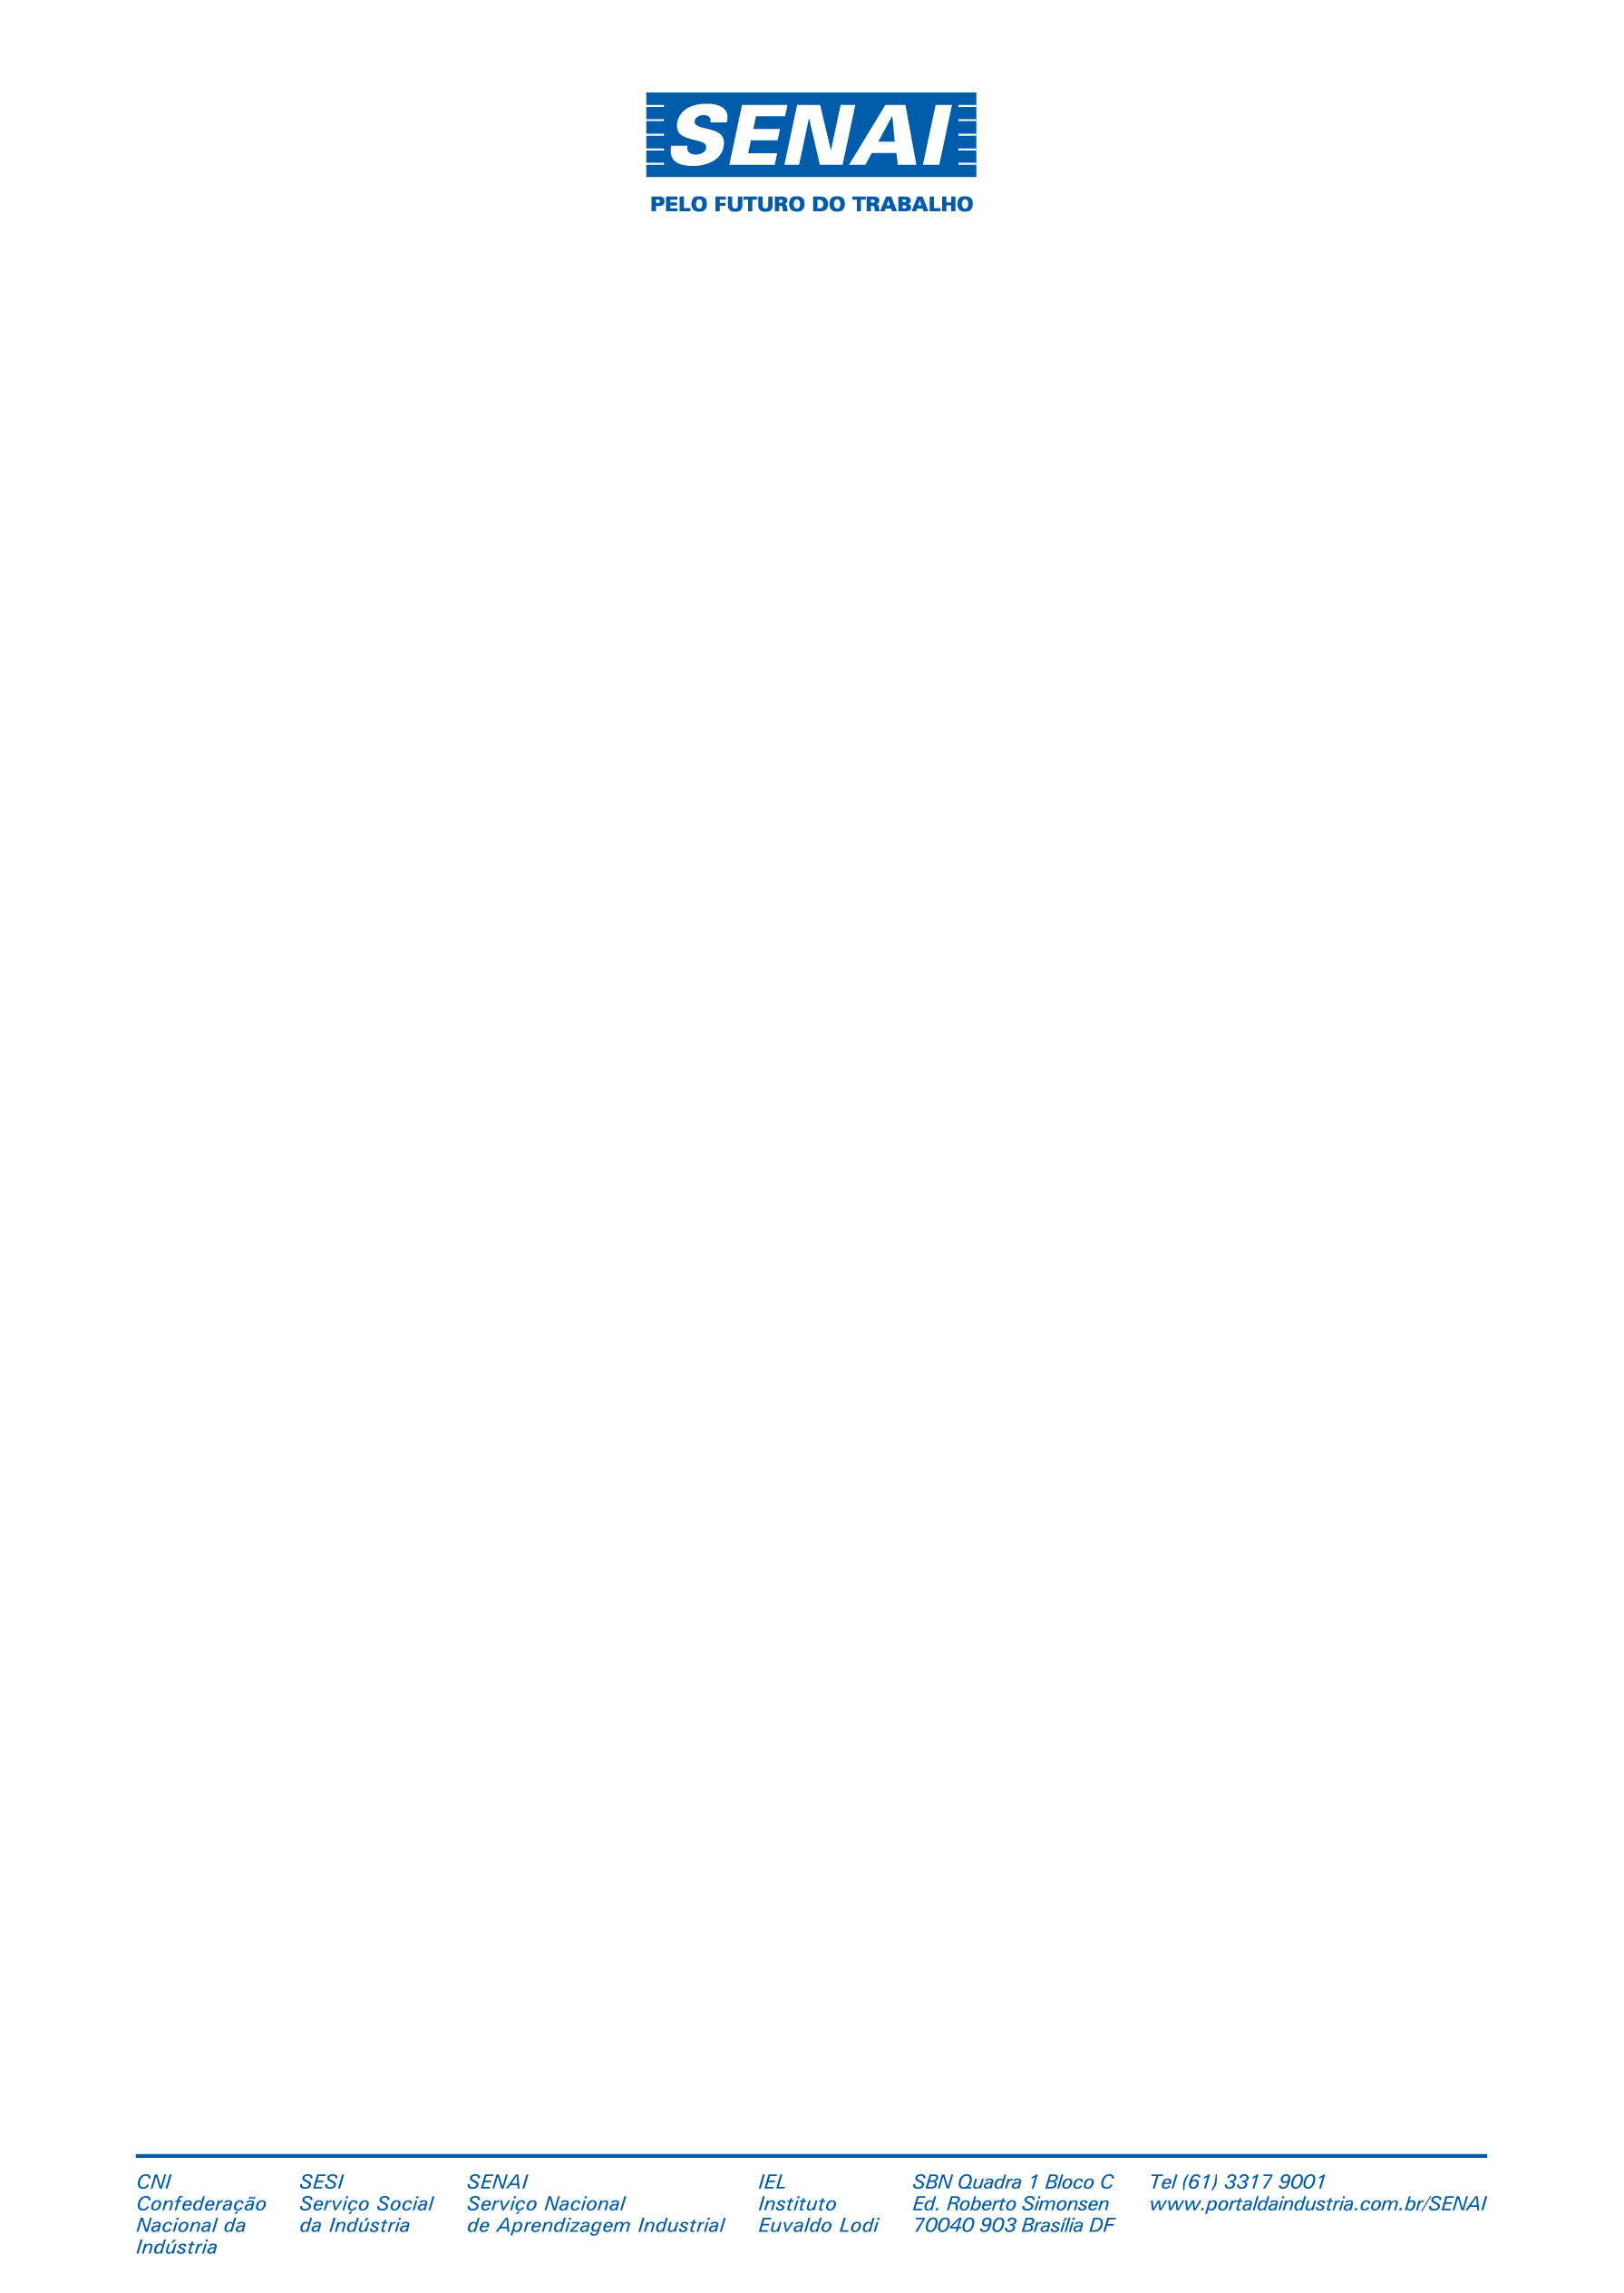 SENAI
PELO FUTURO DO TRABALHO
CNI
Confederação
Nacional da
Indústria
SESI
Serviço Social
da Indústria
SENAI
Serviço Nacional
de Aprendizagem Industrial
IEL
Instituto
Euvaldo Lodi
SBN Quadra 1 Bloco C
Ed. Roberto Simonsen
70040 903 Brasília DF
Tel (61) 3317 9001
www.portaldaindustria.com.br/SENAI